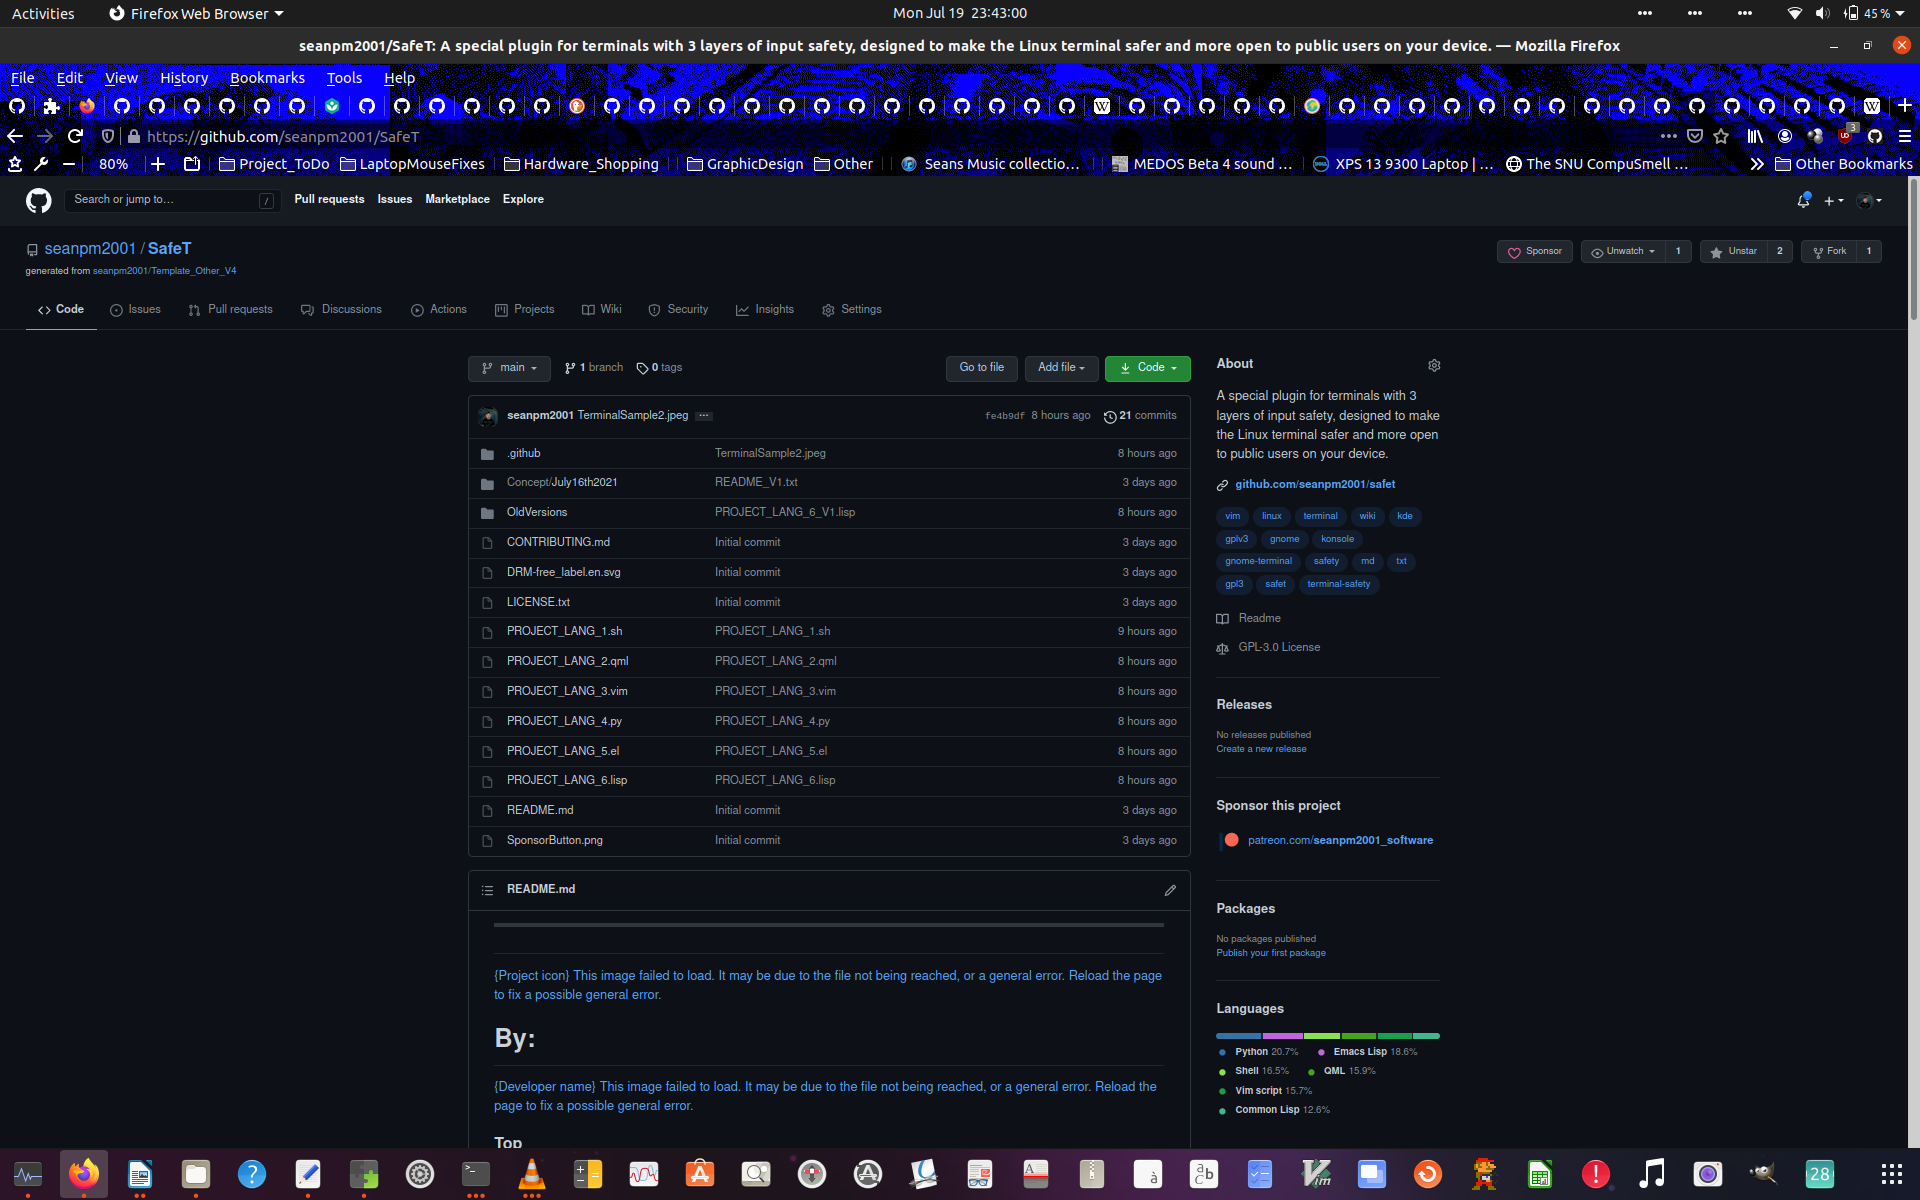 Activities
Firefox Web Browser
Mon Jul 19  23:43:00
45 %
seanpm2001/SafeT: A special plugin for terminals with 3 layers of input safety, designed to make the Linux terminal safer and more open to public users on your device. — Mozilla Firefox
File Edit View History Bookmarks Tools Help
https://github.com/seanpm2001/SafeT
3
80% Project_ToDo LaptopMouseFixes Hardware_Shopping GraphicDesign Other Seans Music collectio… MEDOS Beta 4 sound … XPS 13 9300 Laptop | … The SNU CompuSmell … Other Bookmarks
Search or jump to… / Pull requests Issues Marketplace Explore
seanpm2001 / SafeT
Sponsor Unwatch 1 Unstar 2 Fork 1
generated from seanpm2001/Template_Other_V4
Code Issues Pull requests Discussions Actions Projects Wiki Security Insights Settings
main 1 branch 0 tags Go to file Add file Code
seanpm2001 TerminalSample2.jpeg … fe4b9df 8 hours ago 21 commits
.github TerminalSample2.jpeg 8 hours ago
Concept/July16th2021 README_V1.txt 3 days ago
OldVersions PROJECT_LANG_6_V1.lisp 8 hours ago
CONTRIBUTING.md Initial commit 3 days ago
DRM-free_label.en.svg Initial commit 3 days ago
LICENSE.txt Initial commit 3 days ago
PROJECT_LANG_1.sh PROJECT_LANG_1.sh 9 hours ago
PROJECT_LANG_2.qml PROJECT_LANG_2.qml 8 hours ago
PROJECT_LANG_3.vim PROJECT_LANG_3.vim 8 hours ago
PROJECT_LANG_4.py PROJECT_LANG_4.py 8 hours ago
PROJECT_LANG_5.el PROJECT_LANG_5.el 8 hours ago
PROJECT_LANG_6.lisp PROJECT_LANG_6.lisp 8 hours ago
README.md Initial commit 3 days ago
SponsorButton.png Initial commit 3 days ago
README.md
{Project icon} This image failed to load. It may be due to the file not being reached, or a general error. Reload the page
to fix a possible general error.
By:
{Developer name} This image failed to load. It may be due to the file not being reached, or a general error. Reload the
page to fix a possible general error.
Top
About
A special plugin for terminals with 3
layers of input safety, designed to make
the Linux terminal safer and more open
to public users on your device.
github.com/seanpm2001/safet
vim linux terminal wiki kde
gplv3 gnome konsole
gnome-terminal safety md txt
gpl3 safet terminal-safety
Readme
GPL-3.0 License
Releases
No releases published
Create a new release
Sponsor this project
patreon.com/seanpm2001_software
Packages
No packages published
Publish your first package
Languages
Python 20.7% Emacs Lisp 18.6%
Shell 16.5% QML 15.9%
Vim script 15.7%
Common Lisp 12.6%
28